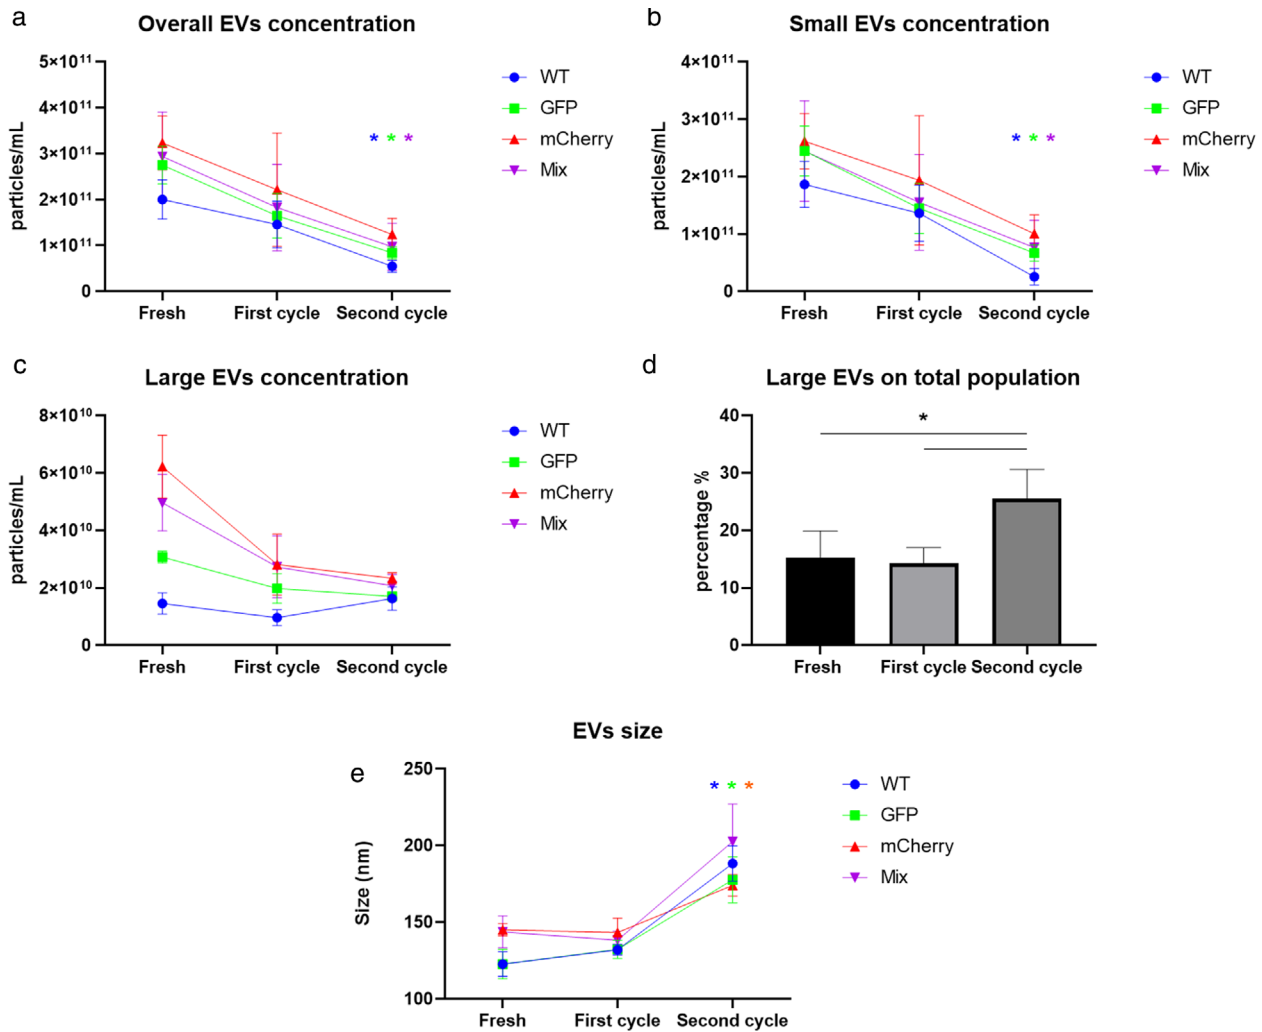 a
Overall EVs concentration
particles/mL
5×10¹¹
4×10¹¹
3×10¹¹
2×10¹¹
1×10¹¹
0
Fresh First cycle Second cycle
* * *
WT
GFP
mCherry
Mix
b
Small EVs concentration
particles/mL
4×10¹¹
3×10¹¹
2×10¹¹
1×10¹¹
0
Fresh First cycle Second cycle
* * *
WT
GFP
mCherry
Mix
c
Large EVs concentration
particles/mL
8×10¹⁰
6×10¹⁰
4×10¹⁰
2×10¹⁰
0
Fresh First cycle Second cycle
WT
GFP
mCherry
Mix
d
Large EVs on total population
percentage %
40
30
20
10
0
*
Fresh First cycle Second cycle
e
EVs size
Size (nm)
250
200
150
100
Fresh First cycle Second cycle
* * *
WT
GFP
mCherry
Mix